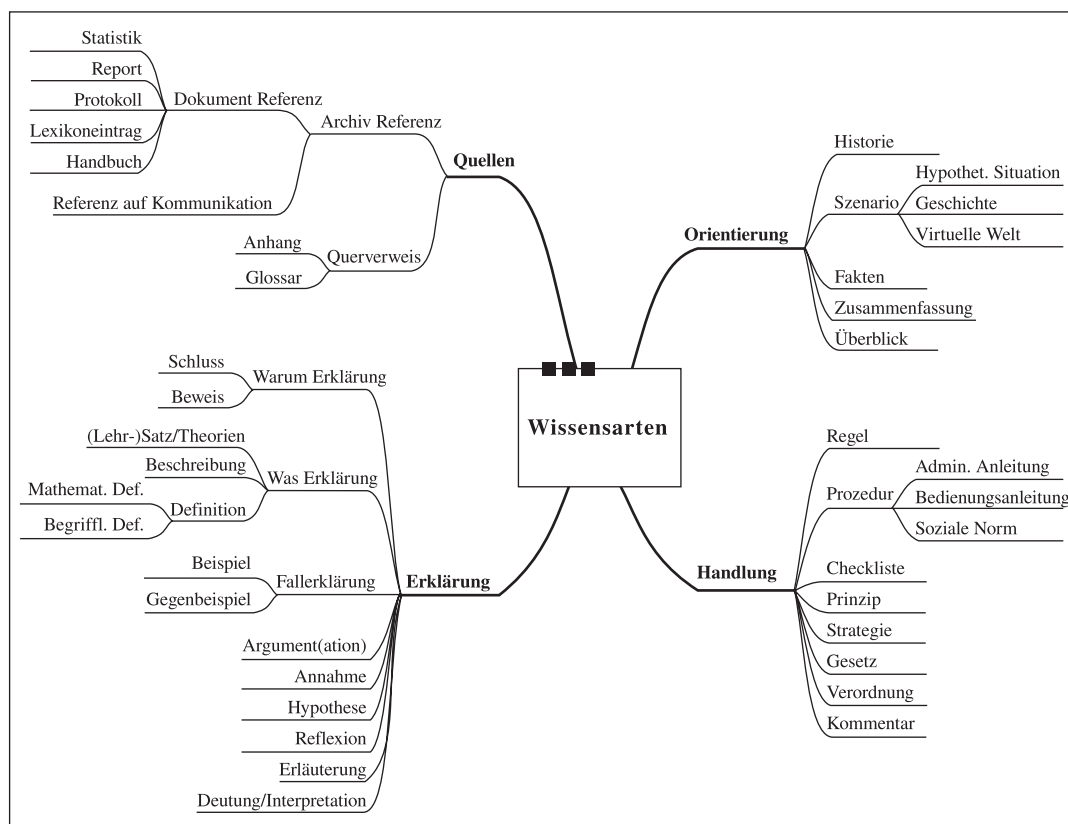 Statistik
Report
Protokoll
Lexikoneintrag
Handbuch
Dokument Referenz
Referenz auf Kommunikation
Archiv Referenz
Anhang
Glossar
Querverweis
Quellen
Orientierung
Historie
Szenario
Hypothet. Situation
Geschichte
Virtuelle Welt
Fakten
Zusammenfassung
Überblick
Wissensarten
Schluss
Beweis
Warum Erklärung
(Lehr-)Satz/Theorien
Beschreibung
Mathemat. Def.
Begriffl. Def.
Definition
Was Erklärung
Beispiel
Gegenbeispiel
Fallerklärung
Erklärung
Argument(ation)
Annahme
Hypothese
Reflexion
Erläuterung
Deutung/Interpretation
Handlung
Regel
Prozedur
Admin. Anleitung
Bedienungsanleitung
Soziale Norm
Checkliste
Prinzip
Strategie
Gesetz
Verordnung
Kommentar